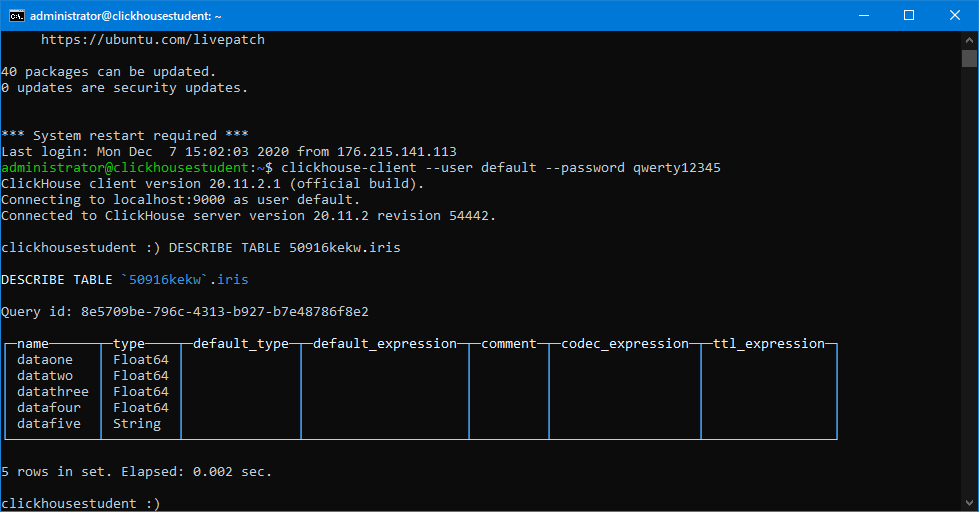 administrator@clickhousestudent: ~
https://ubuntu.com/livepatch
40 packages can be updated.
0 updates are security updates.
*** System restart required ***
Last login: Mon Dec  7 15:02:03 2020 from 176.215.141.113
administrator@clickhousestudent:~$ clickhouse-client --user default --password qwerty12345
ClickHouse client version 20.11.2.1 (official build).
Connecting to localhost:9000 as user default.
Connected to ClickHouse server version 20.11.2 revision 54442.
clickhousestudent :) DESCRIBE TABLE 50916kekw.iris
DESCRIBE TABLE `50916kekw`.iris
Query id: 8e5709be-796c-4313-b927-b7e48786f8e2
┌─name──────┬─type────┬─default_type─┬─default_expression─┬─comment─┬─codec_expression─┬─ttl_expression─┐
│ dataone   │ Float64 │              │                    │         │                  │                │
│ datatwo   │ Float64 │              │                    │         │                  │                │
│ datathree │ Float64 │              │                    │         │                  │                │
│ datafour  │ Float64 │              │                    │         │                  │                │
│ datafive  │ String  │              │                    │         │                  │                │
└───────────┴─────────┴──────────────┴────────────────────┴─────────┴──────────────────┴────────────────┘
5 rows in set. Elapsed: 0.002 sec.
clickhousestudent :)